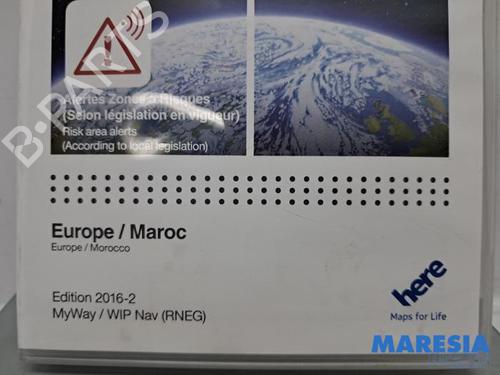 B-PARTS
Alertes Zones à Risques
(Selon législation en vigueur)
Risk area alerts
(According to local legislation)
Europe / Maroc
Europe / Morocco
Edition 2016-2
MyWay / WIP Nav (RNEG)
here
Maps for Life
MARESIA